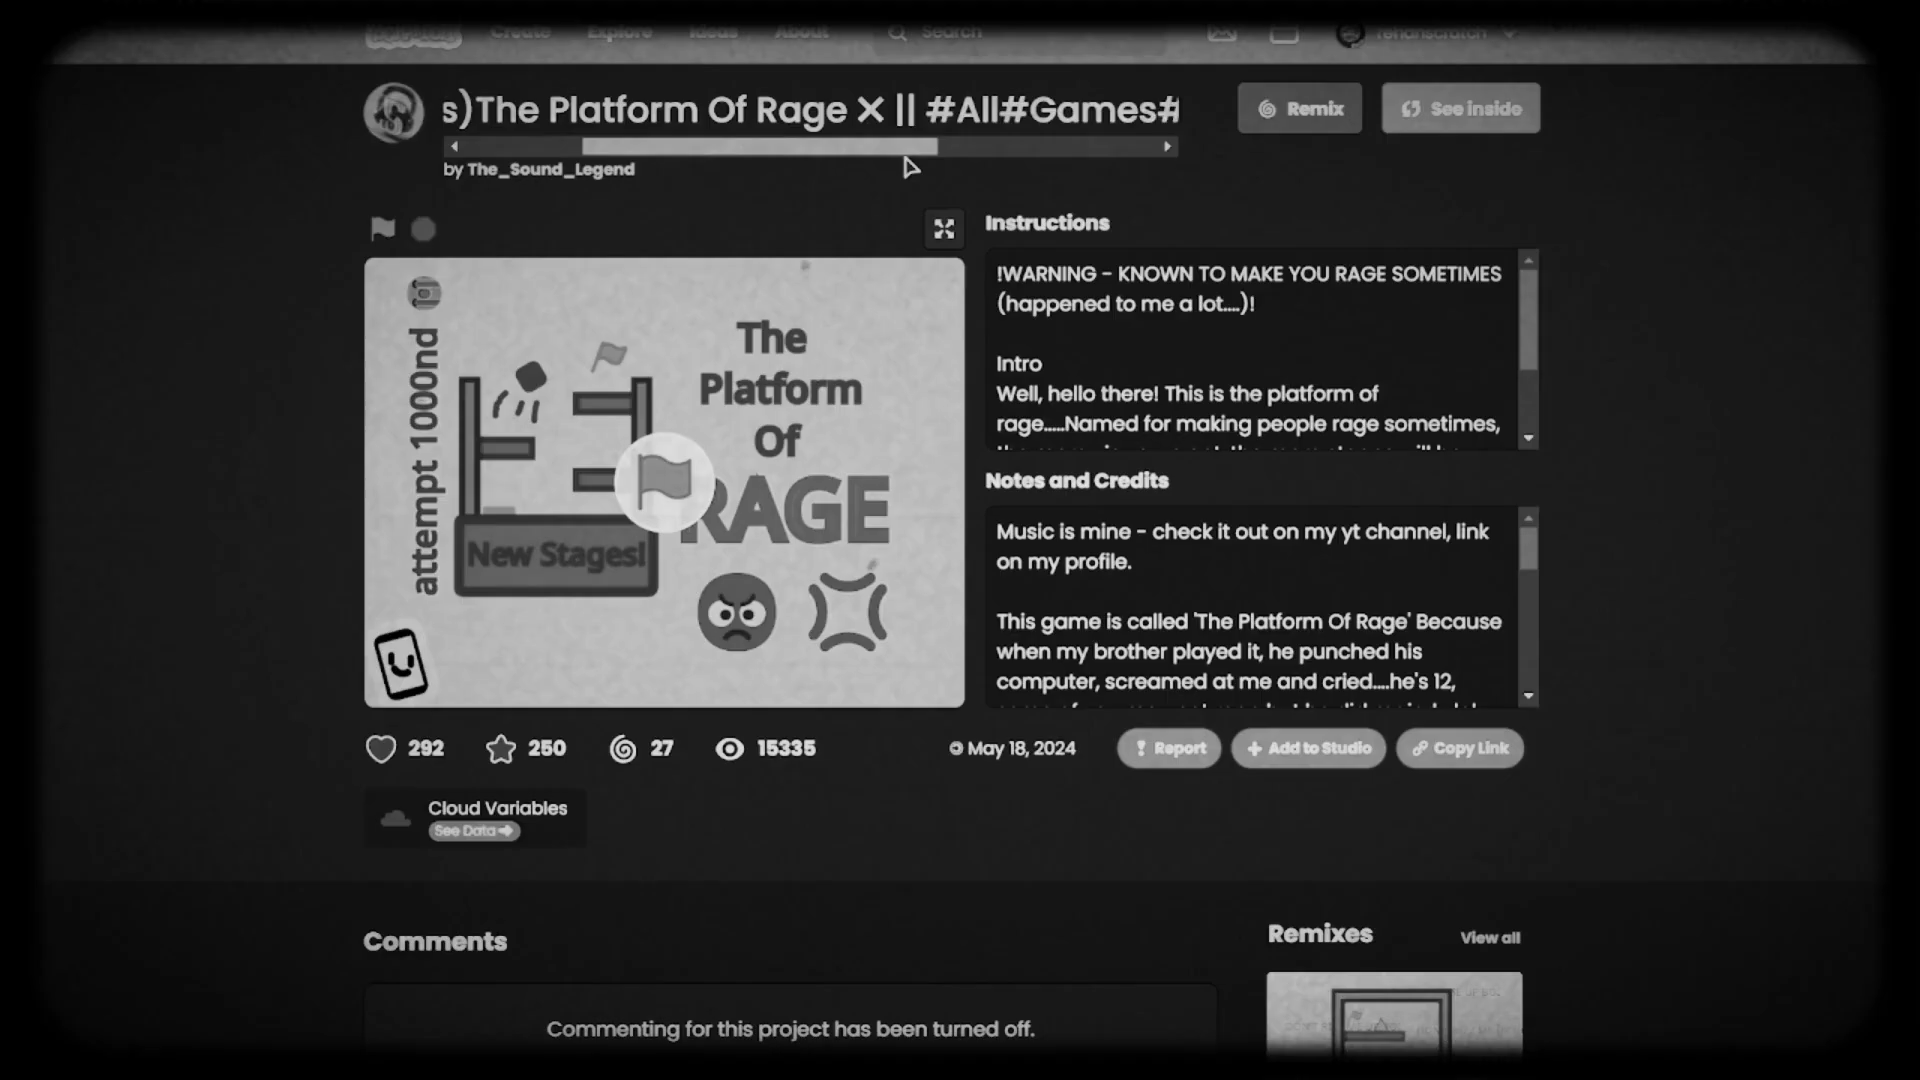 Create Explore Ideas About Search rehanscratch
s)The Platform Of Rage ✕ || #All#Games#
Remix
See inside
by The_Sound_Legend
Instructions
!WARNING - KNOWN TO MAKE YOU RAGE SOMETIMES
(happened to me a lot....)!
Intro
Well, hello there! This is the platform of
rage.....Named for making people rage sometimes,
attempt 1000nd
The
Platform
Of
RAGE
New Stages!
Notes and Credits
Music is mine - check it out on my yt channel, link
on my profile.
This game is called 'The Platform Of Rage' Because
when my brother played it, he punched his
computer, screamed at me and cried....he's 12,
292 250 27 15335
May 18, 2024
Report
Add to Studio
Copy Link
Cloud Variables
See Data
Comments
Remixes
View all
Commenting for this project has been turned off.